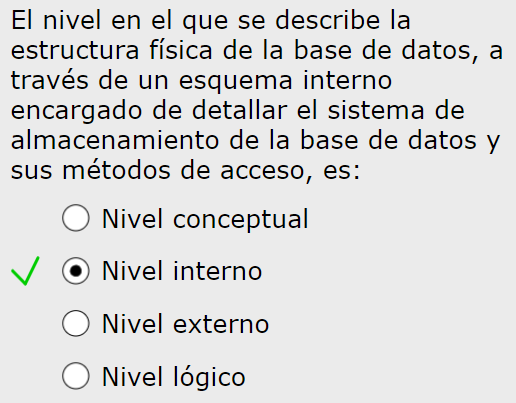 El nivel en el que se describe la
estructura física de la base de datos, a
través de un esquema interno
encargado de detallar el sistema de
almacenamiento de la base de datos y
sus métodos de acceso, es:
Nivel conceptual
Nivel interno
Nivel externo
Nivel lógico